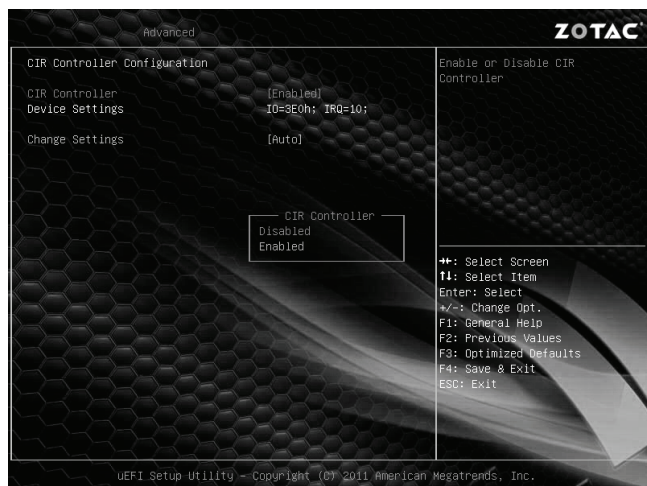 Advanced
ZOTAC
CIR Controller Configuration
CIR Controller [Enabled]
Device Settings IO=3E0h; IRQ=10;
Change Settings [Auto]
CIR Controller
Disabled
Enabled
Enable or Disable CIR
Controller
→←: Select Screen
↑↓: Select Item
Enter: Select
+/-: Change Opt.
F1: General Help
F2: Previous Values
F3: Optimized Defaults
F4: Save & Exit
ESC: Exit
uEFI Setup Utility - Copyright (C) 2011 American Megatrends, Inc.